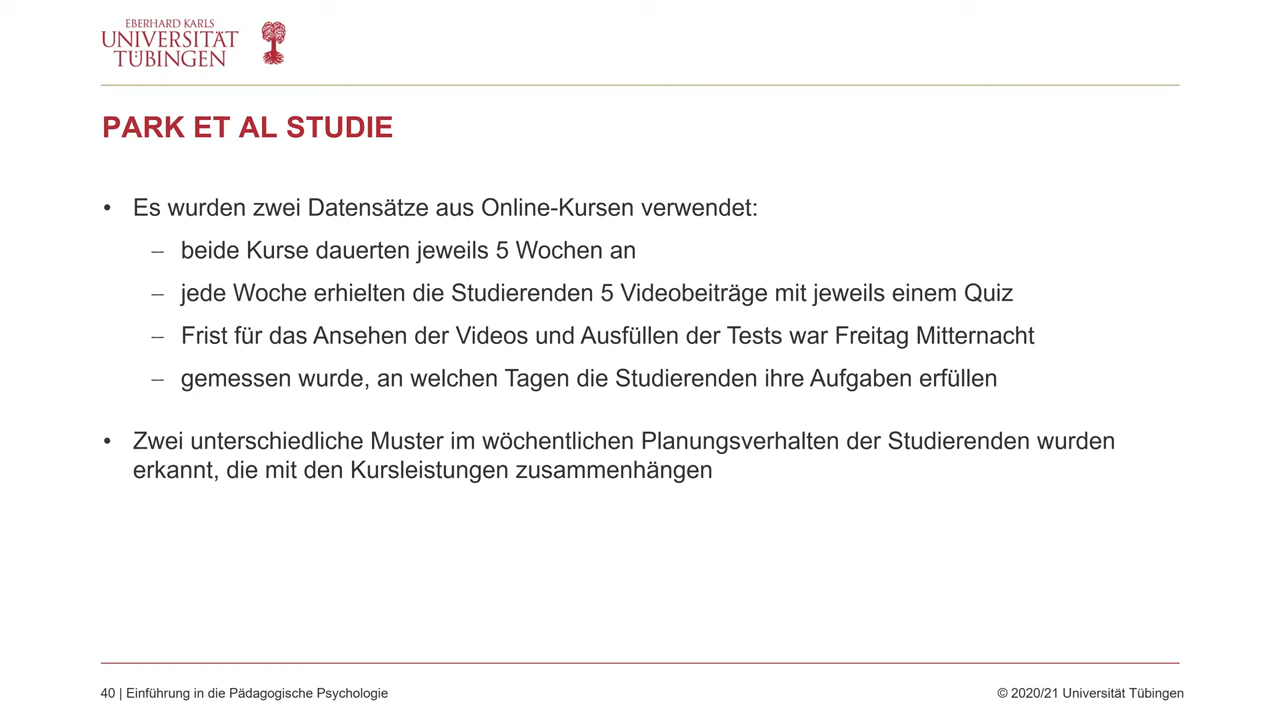 EBERHARD KARLS
UNIVERSITÄT
TÜBINGEN
PARK ET AL STUDIE
• Es wurden zwei Datensätze aus Online-Kursen verwendet:
– beide Kurse dauerten jeweils 5 Wochen an
– jede Woche erhielten die Studierenden 5 Videobeiträge mit jeweils einem Quiz
– Frist für das Ansehen der Videos und Ausfüllen der Tests war Freitag Mitternacht
– gemessen wurde, an welchen Tagen die Studierenden ihre Aufgaben erfüllen
• Zwei unterschiedliche Muster im wöchentlichen Planungsverhalten der Studierenden wurden
erkannt, die mit den Kursleistungen zusammenhängen
40 | Einführung in die Pädagogische Psychologie
© 2020/21 Universität Tübingen